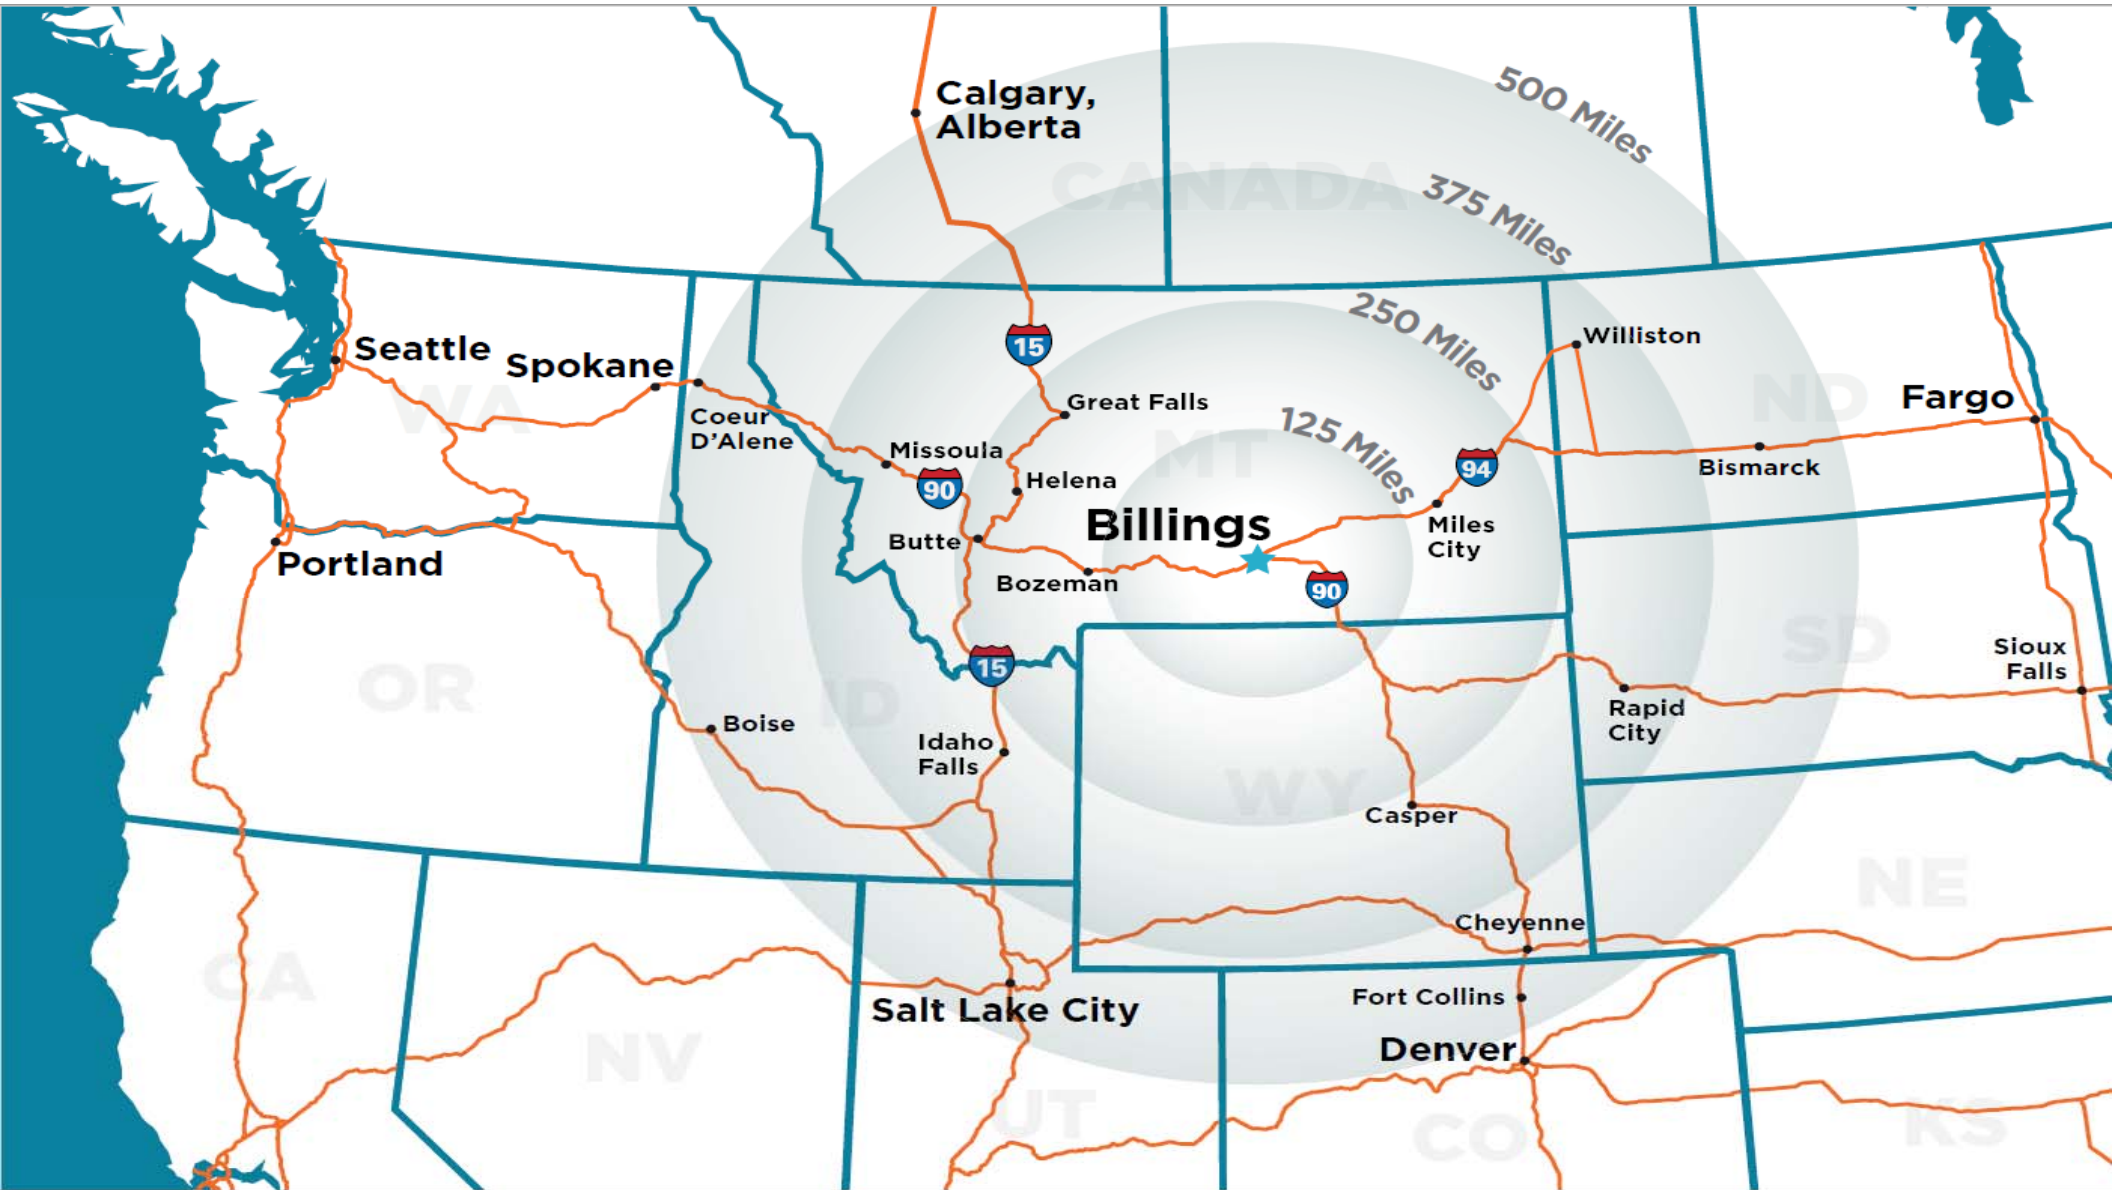 500 Miles
Calgary,
Alberta
CANADA
375 Miles
250 Miles
15
Williston
Seattle
Spokane
WA
Coeur
D'Alene
Great Falls
ND
Fargo
125 Miles
MT
Missoula
90
Helena
94
Bismarck
Billings
Miles
City
Butte
Portland
Bozeman
90
SD
Sioux
Falls
15
OR
ID
Rapid
City
Boise
Idaho
Falls
WY
Casper
NE
Cheyenne
CA
Salt Lake City
Fort Collins
NV
Denver
UT
CO
KS